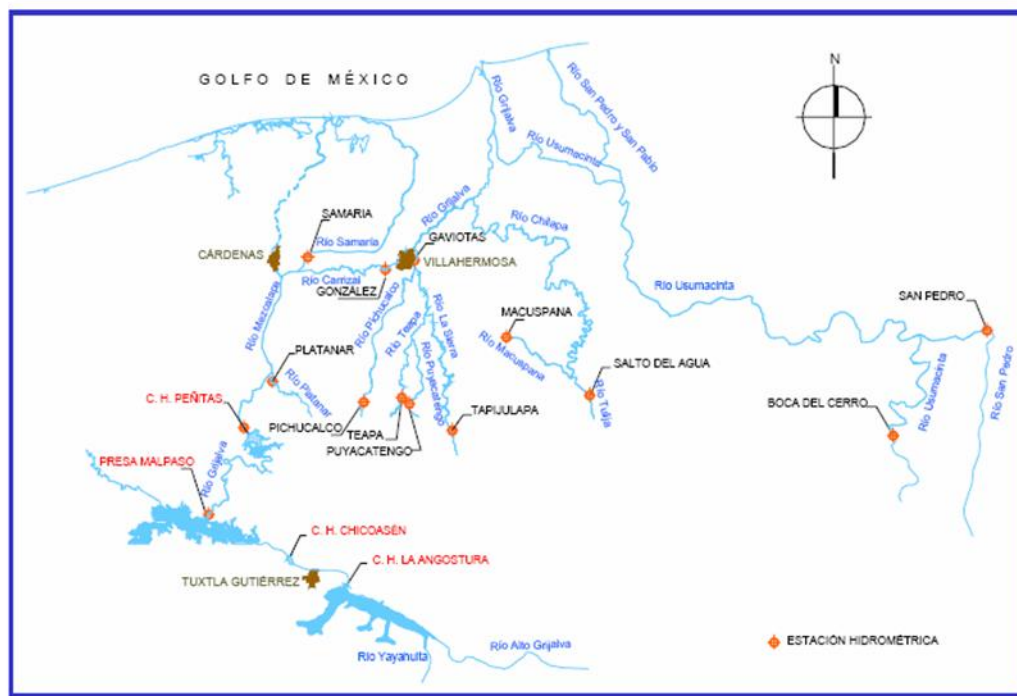 GOLFO DE MÉXICO
N
Río Grijalva
Río San Pedro y San Pablo
Río Usumacinta
Río Grijalva
Río Chilapa
SAMARIA
Río Samaría
GAVIOTAS
CÁRDENAS
VILLAHERMOSA
Río Carrizal
GONZÁLEZ
Río Mezcalapa
Río Pichucalco
Río Teapa
Río La Sierra
Río Puyacatengo
MACUSPANA
Río Macuspana
Río Usumacinta
SAN PEDRO
PLATANAR
Río Platanar
SALTO DEL AGUA
Río Tulija
Río Usumacinta
Río San Pedro
C. H. PEÑITAS
BOCA DEL CERRO
PICHUCALCO
TEAPA
PUYACATENGO
TAPIJULAPA
PRESA MALPASO
Río Grijalva
C. H. CHICOASÉN
C. H. LA ANGOSTURA
TUXTLA GUTIÉRREZ
ESTACIÓN HIDROMÉTRICA
Río Alto Grijalva
Río Yayahuita